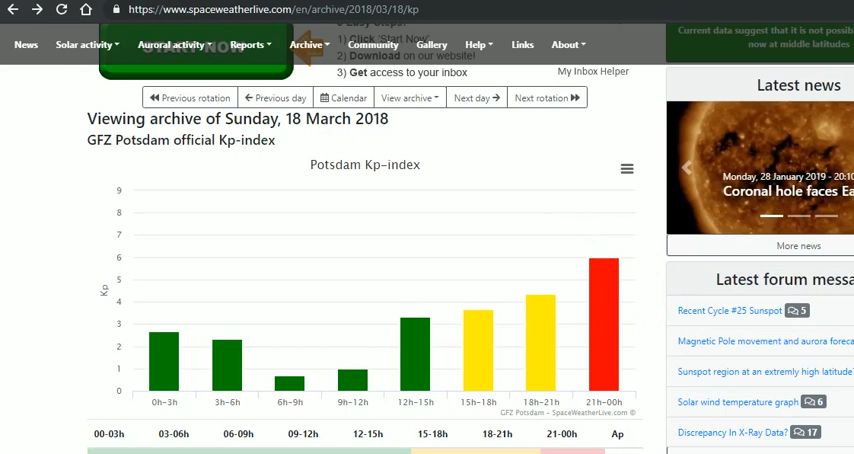 https://www.spaceweatherlive.com/en/archive/2018/03/18/kp
News Solar activity Auroral activity Reports Archive Community Gallery Help Links About
START NOW
1) Click 'Start Now'
2) Download on our website!
3) Get access to your inbox
My Inbox Helper
Current data suggest that it is not possib
now at middle latitudes
Previous rotation Previous day Calendar View archive Next day Next rotation
Viewing archive of Sunday, 18 March 2018
GFZ Potsdam official Kp-index
Potsdam Kp-index
9
8
7
6
5
4
3
2
1
0
Kp
0h-3h 3h-6h 6h-9h 9h-12h 12h-15h 15h-18h 18h-21h 21h-00h
GFZ Potsdam - SpaceWeatherLive.com ©
00-03h 03-06h 06-09h 09-12h 12-15h 15-18h 18-21h 21-00h Ap
Latest news
Monday, 28 January 2019 - 20:10
Coronal hole faces Ea
More news
Latest forum messa
Recent Cycle #25 Sunspot 5
Magnetic Pole movement and aurora foreca
Sunspot region at an extremly high latitude?
Solar wind temperature graph 6
Discrepancy In X-Ray Data? 17